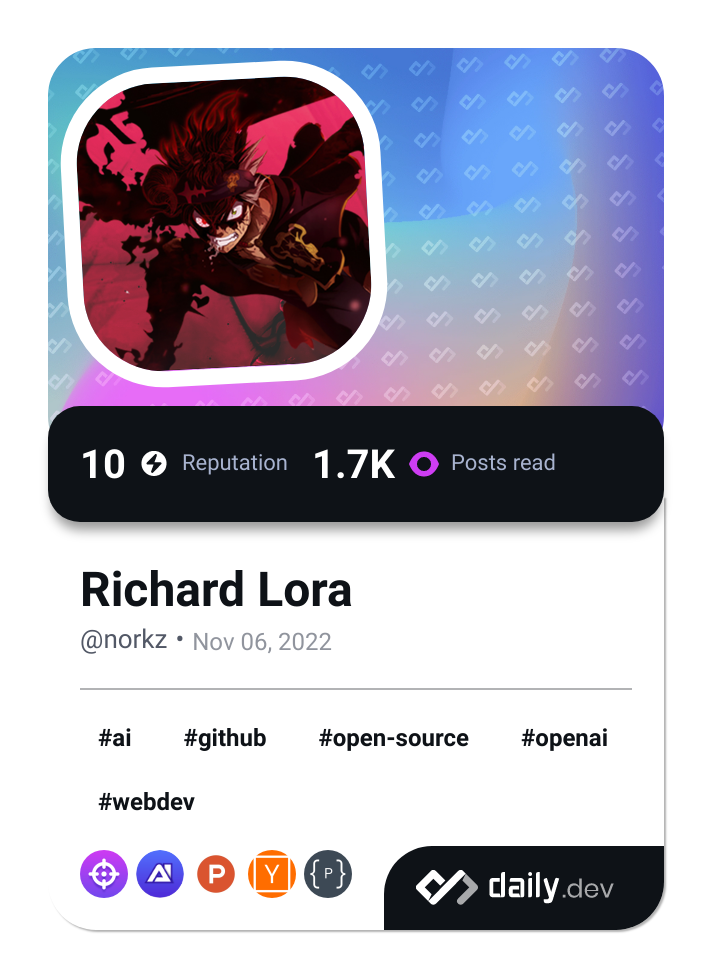 10 Reputation 1.7K Posts read
Richard Lora
@norkz • Nov 06, 2022
#ai #github #open-source #openai
#webdev
AI P Y {P} daily.dev